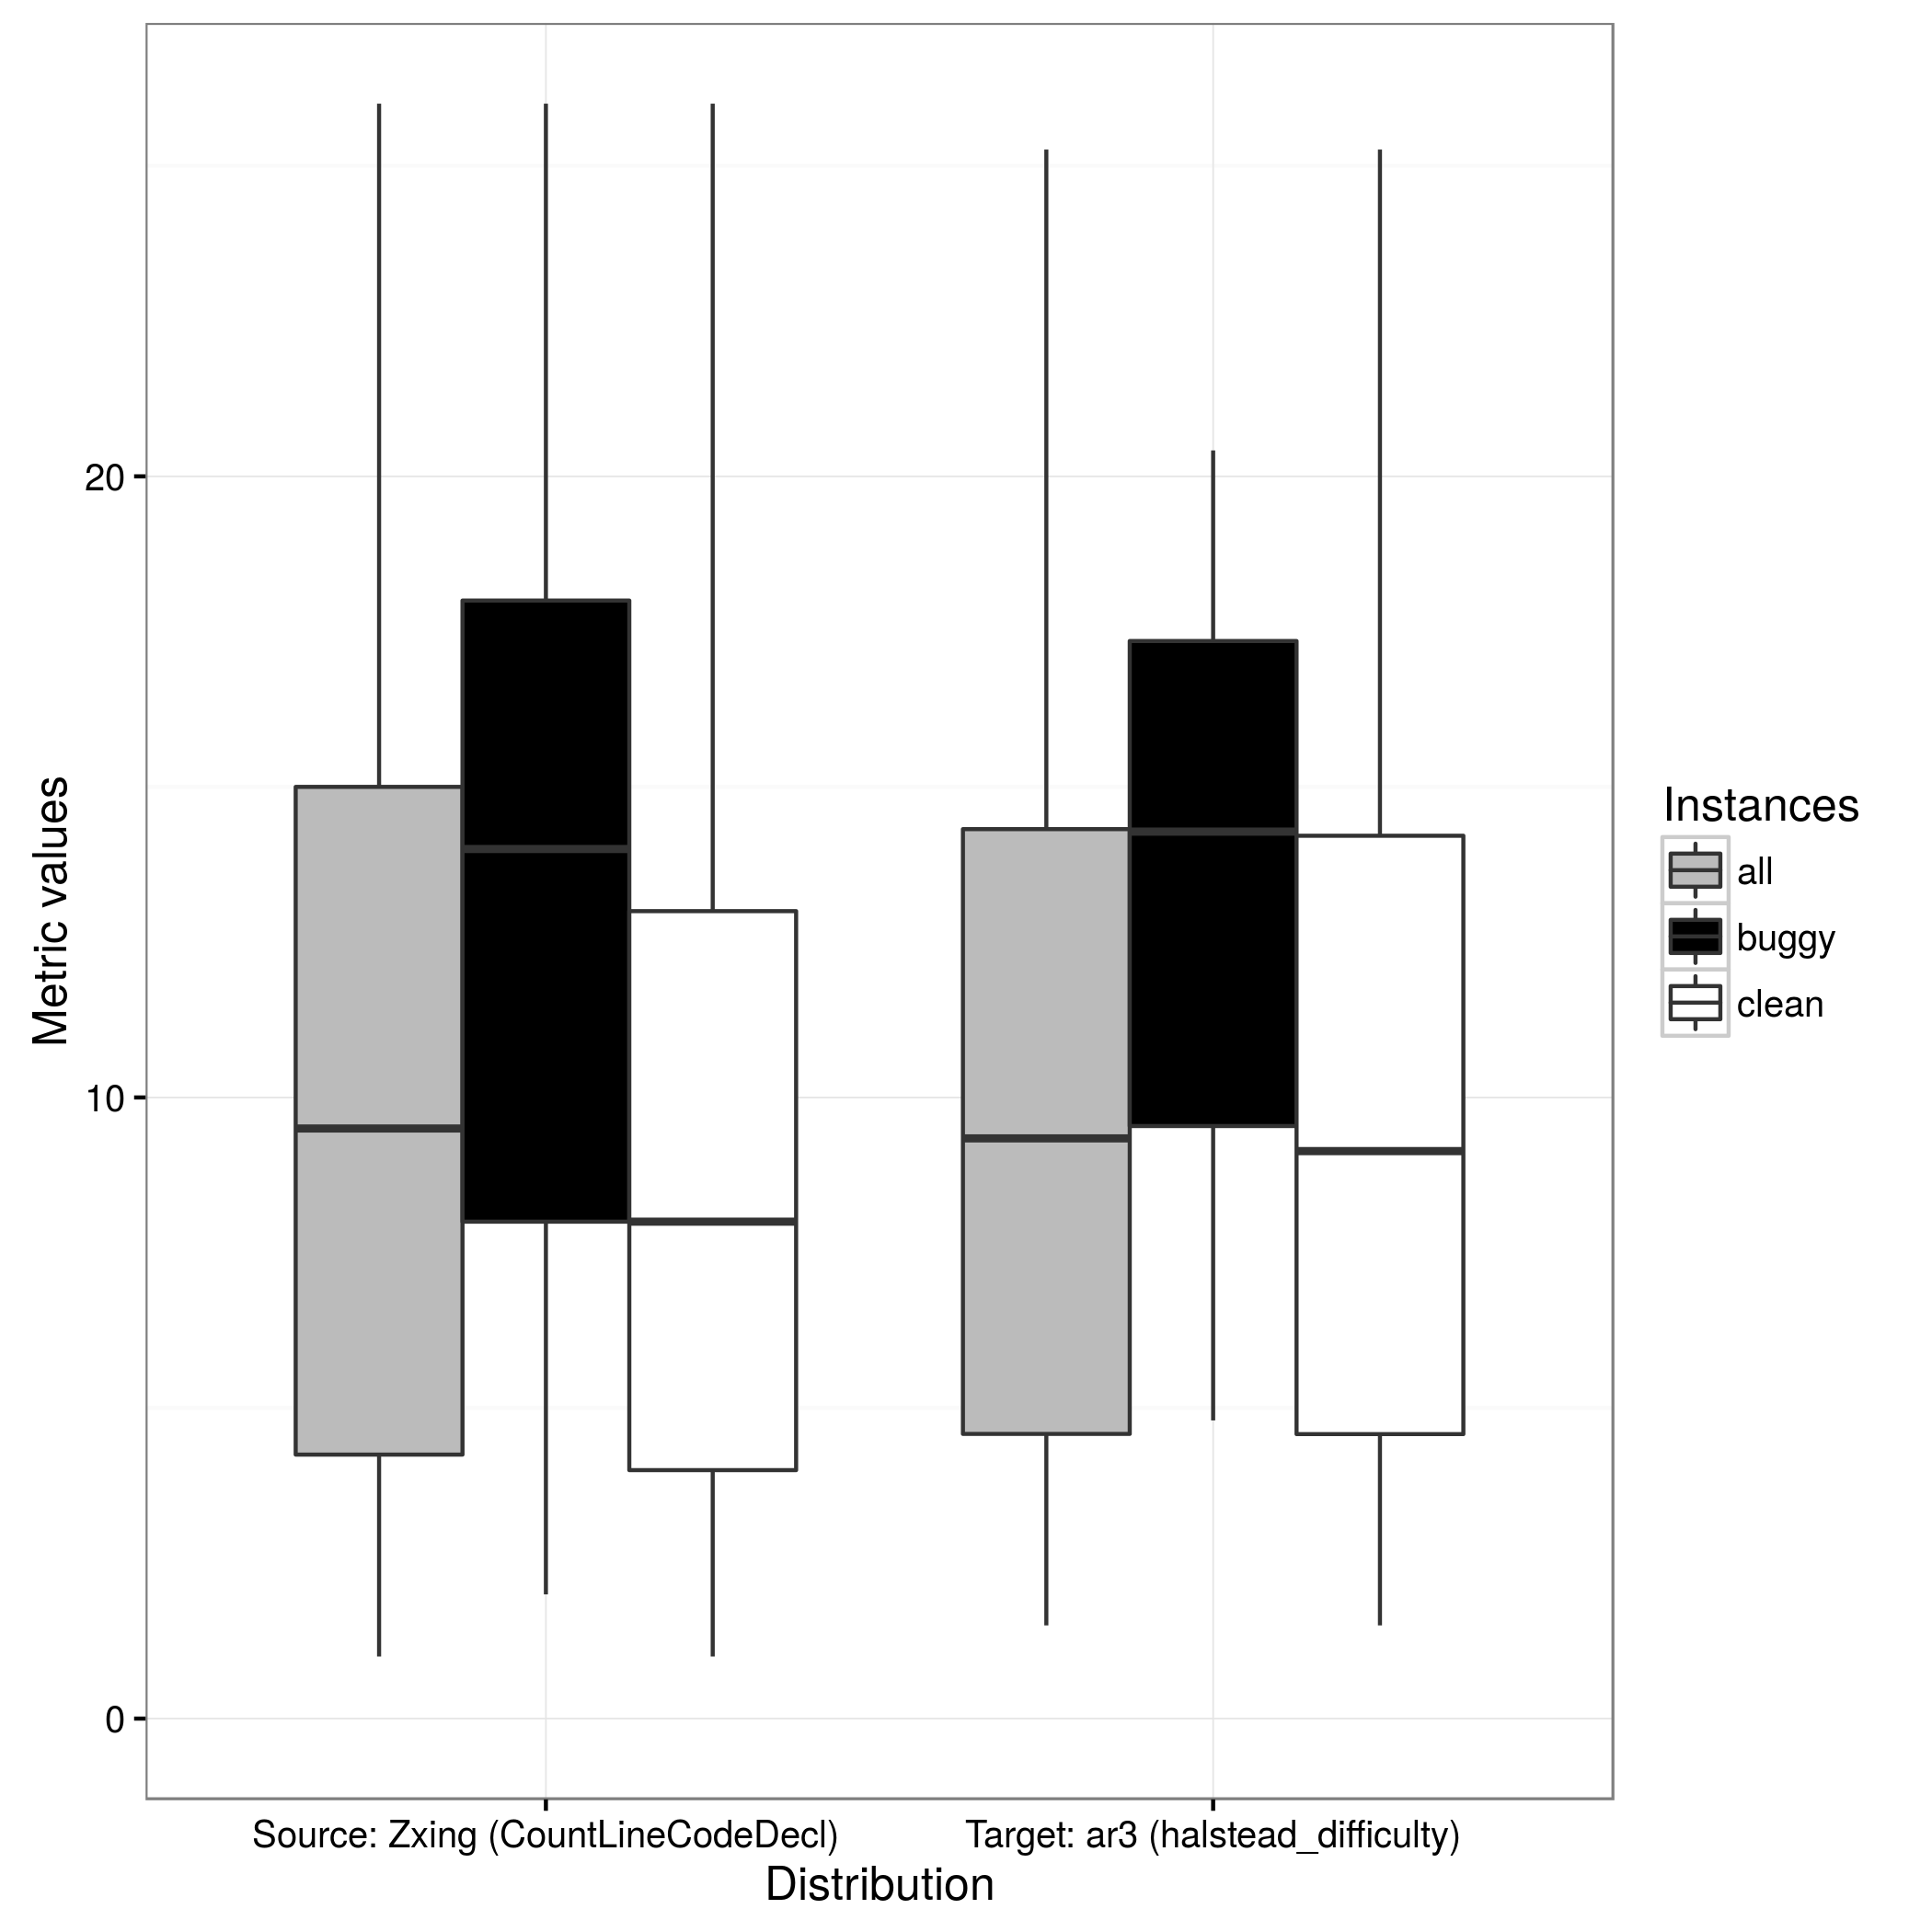 Metric values
20
10
0
Source: Zxing (CountLineCodeDecl)
Target: ar3 (halstead_difficulty)
Distribution
Instances
all
buggy
clean